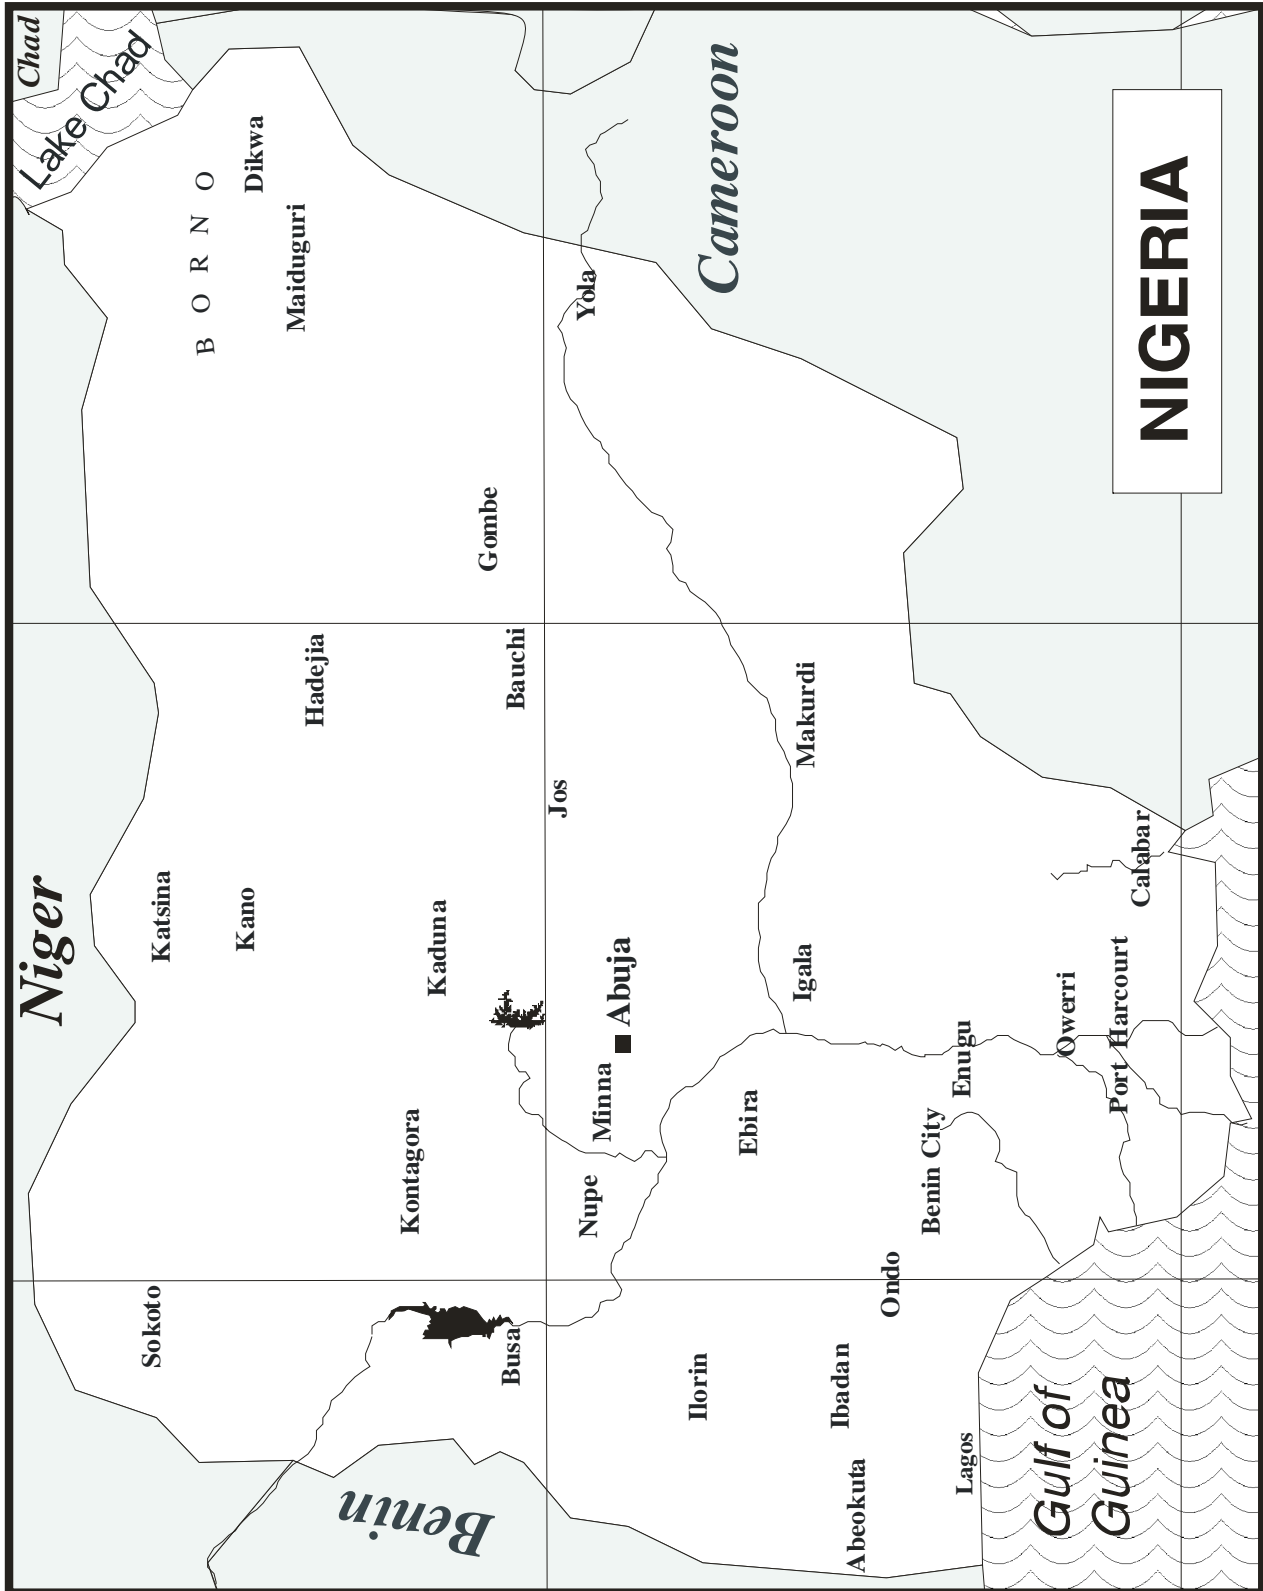 Niger
Chad
Lake Chad
Sokoto
Katsina
BORNO
Kano
Dikwa
Maiduguri
Hadejia
Benin
Kontagora
Kaduna
Gombe
Busa
Bauchi
Jos
Nupe
Minna
Abuja
Yola
Ilorin
Ebira
Cameroon
Igala
Makurdi
Ibadan
Abeokuta
Ondo
Benin City
Enugu
Lagos
Owerri
Port Harcourt
Calabar
Gulf of
Guinea
NIGERIA